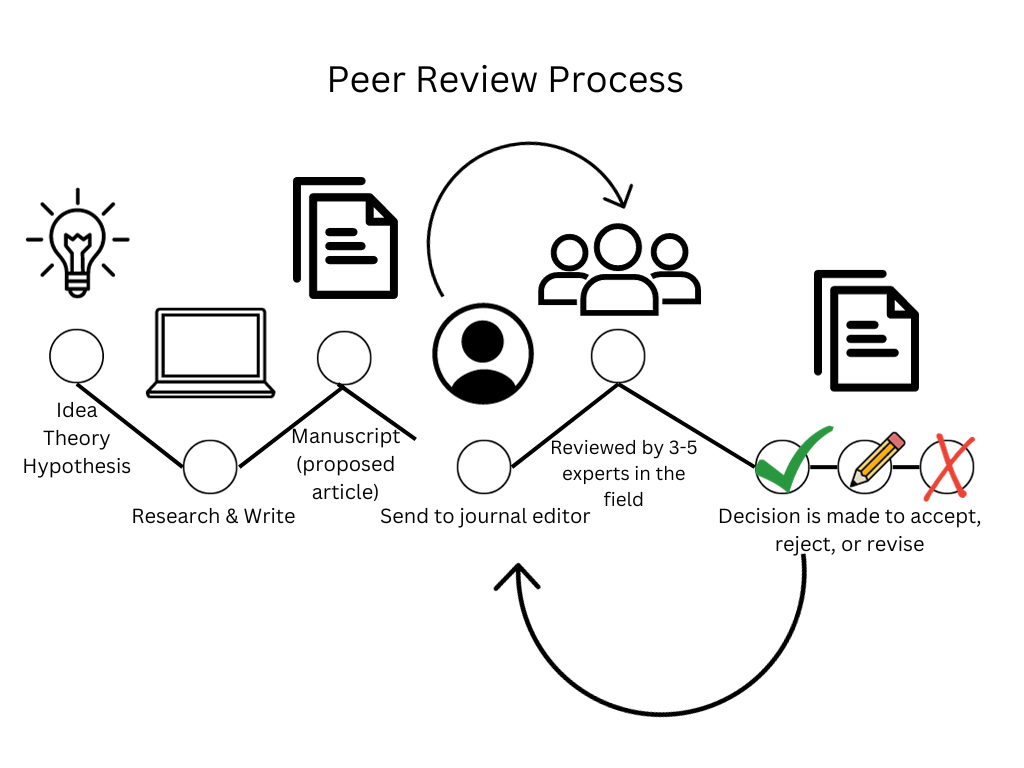 Peer Review Process
Idea
Theory
Hypothesis
Research & Write
Manuscript
(proposed
article)
Send to journal editor
Reviewed by 3-5
experts in the
field
Decision is made to accept,
reject, or revise